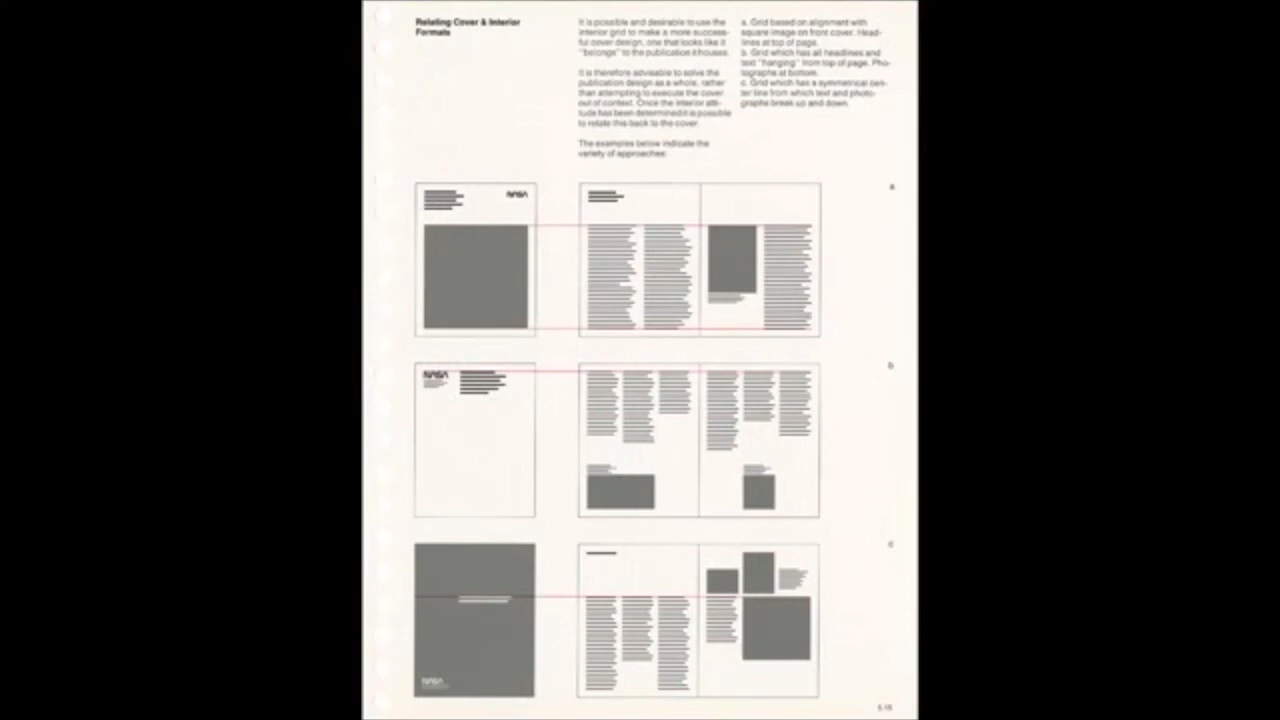 Relating Cover & Interior
Formats
It is possible and desirable to use the
interior grid to make a more success-
ful cover design, one that looks like it
"belongs" to the publication it houses.
It is therefore advisable to solve the
publication design as a whole, rather
than attempting to execute the cover
out of context. Once the interior atti-
tude has been determined it is possible
to relate this back to the cover.
The examples below indicate the
variety of approaches:
a. Grid based on alignment with
square image on front cover. Head-
lines at top of page.
b. Grid which has all headlines and
text "hanging" from top of page. Pho-
tographs at bottom.
c. Grid which has a symmetrical cen-
ter line from which text and photo-
graphs break up and down.
NASA
a
NASA
b
NASA
c